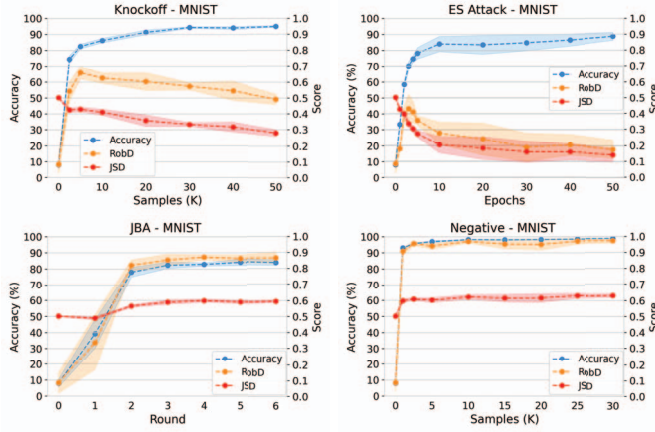 Knockoff - MNIST
100
90
80
70
60
50
40
30
20
10
0
Accuracy
1.0
0.9
0.8
0.7
0.6
0.5
0.4
0.3
0.2
0.1
0.0
Score
Accuracy
RobD
JSD
0 10 20 30 40 50
Samples (K)
ES Attack - MNIST
100
90
80
70
60
50
40
30
20
10
0
Accuracy (%)
1.0
0.9
0.8
0.7
0.6
0.5
0.4
0.3
0.2
0.1
0.0
Score
Accuracy
RobD
JSD
0 10 20 30 40 50
Epochs
JBA - MNIST
100
90
80
70
60
50
40
30
20
10
0
Accuracy (%)
1.0
0.9
0.8
0.7
0.6
0.5
0.4
0.3
0.2
0.1
0.0
Score
Accuracy
RobD
JSD
0 1 2 3 4 5 6
Round
Negative - MNIST
100
90
80
70
60
50
40
30
20
10
0
Accuracy (%)
1.0
0.9
0.8
0.7
0.6
0.5
0.4
0.3
0.2
0.1
0.0
Score
Accuracy
RobD
JSD
0 5 10 15 20 25 30
Samples (K)